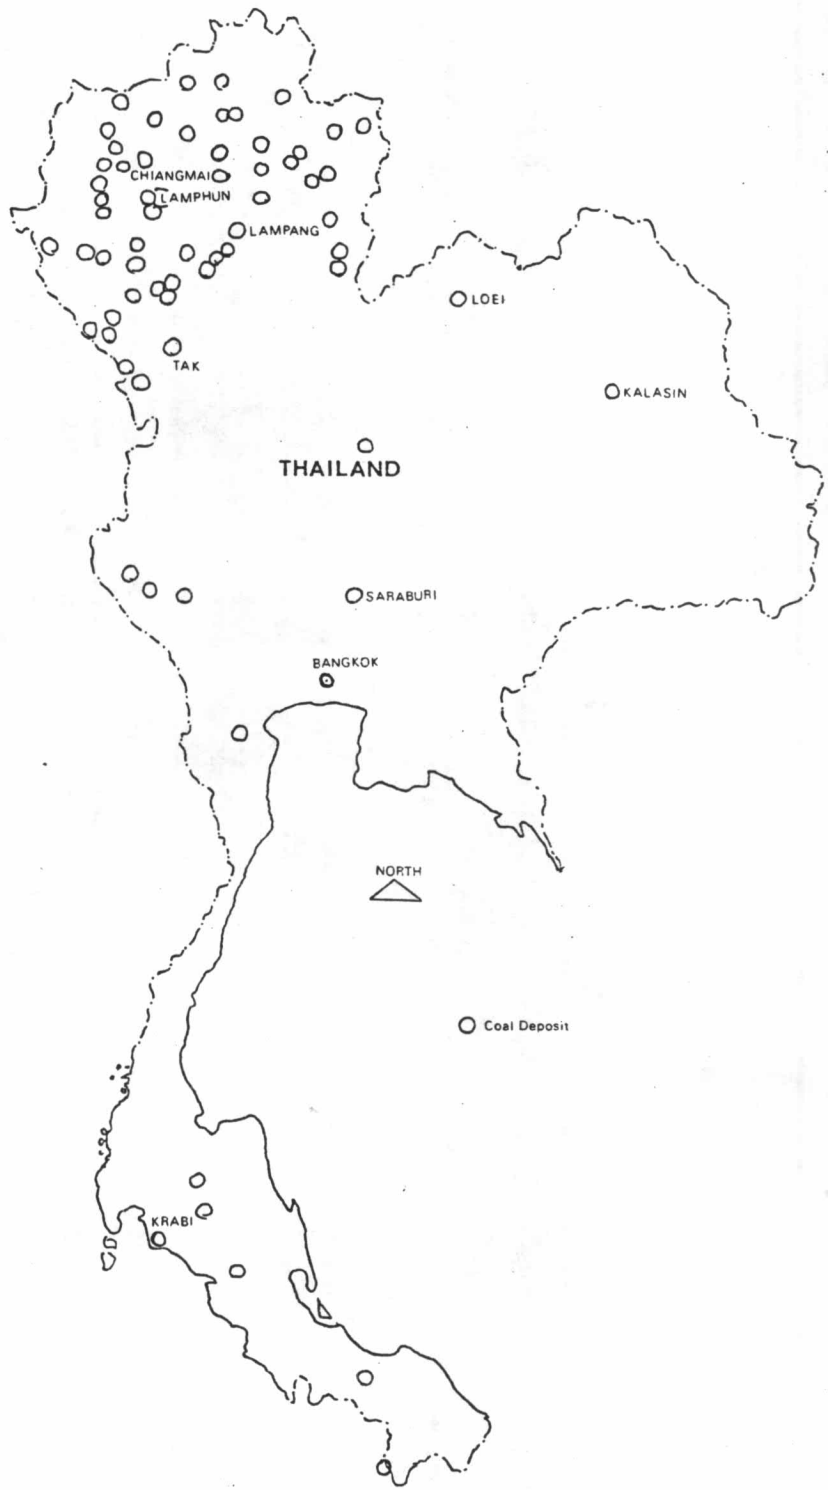 CHIANGMAI
LAMPHUN
LAMPANG
LOEI
TAK
KALASIN
THAILAND
SARABURI
BANGKOK
NORTH
Coal Deposit
KRABI